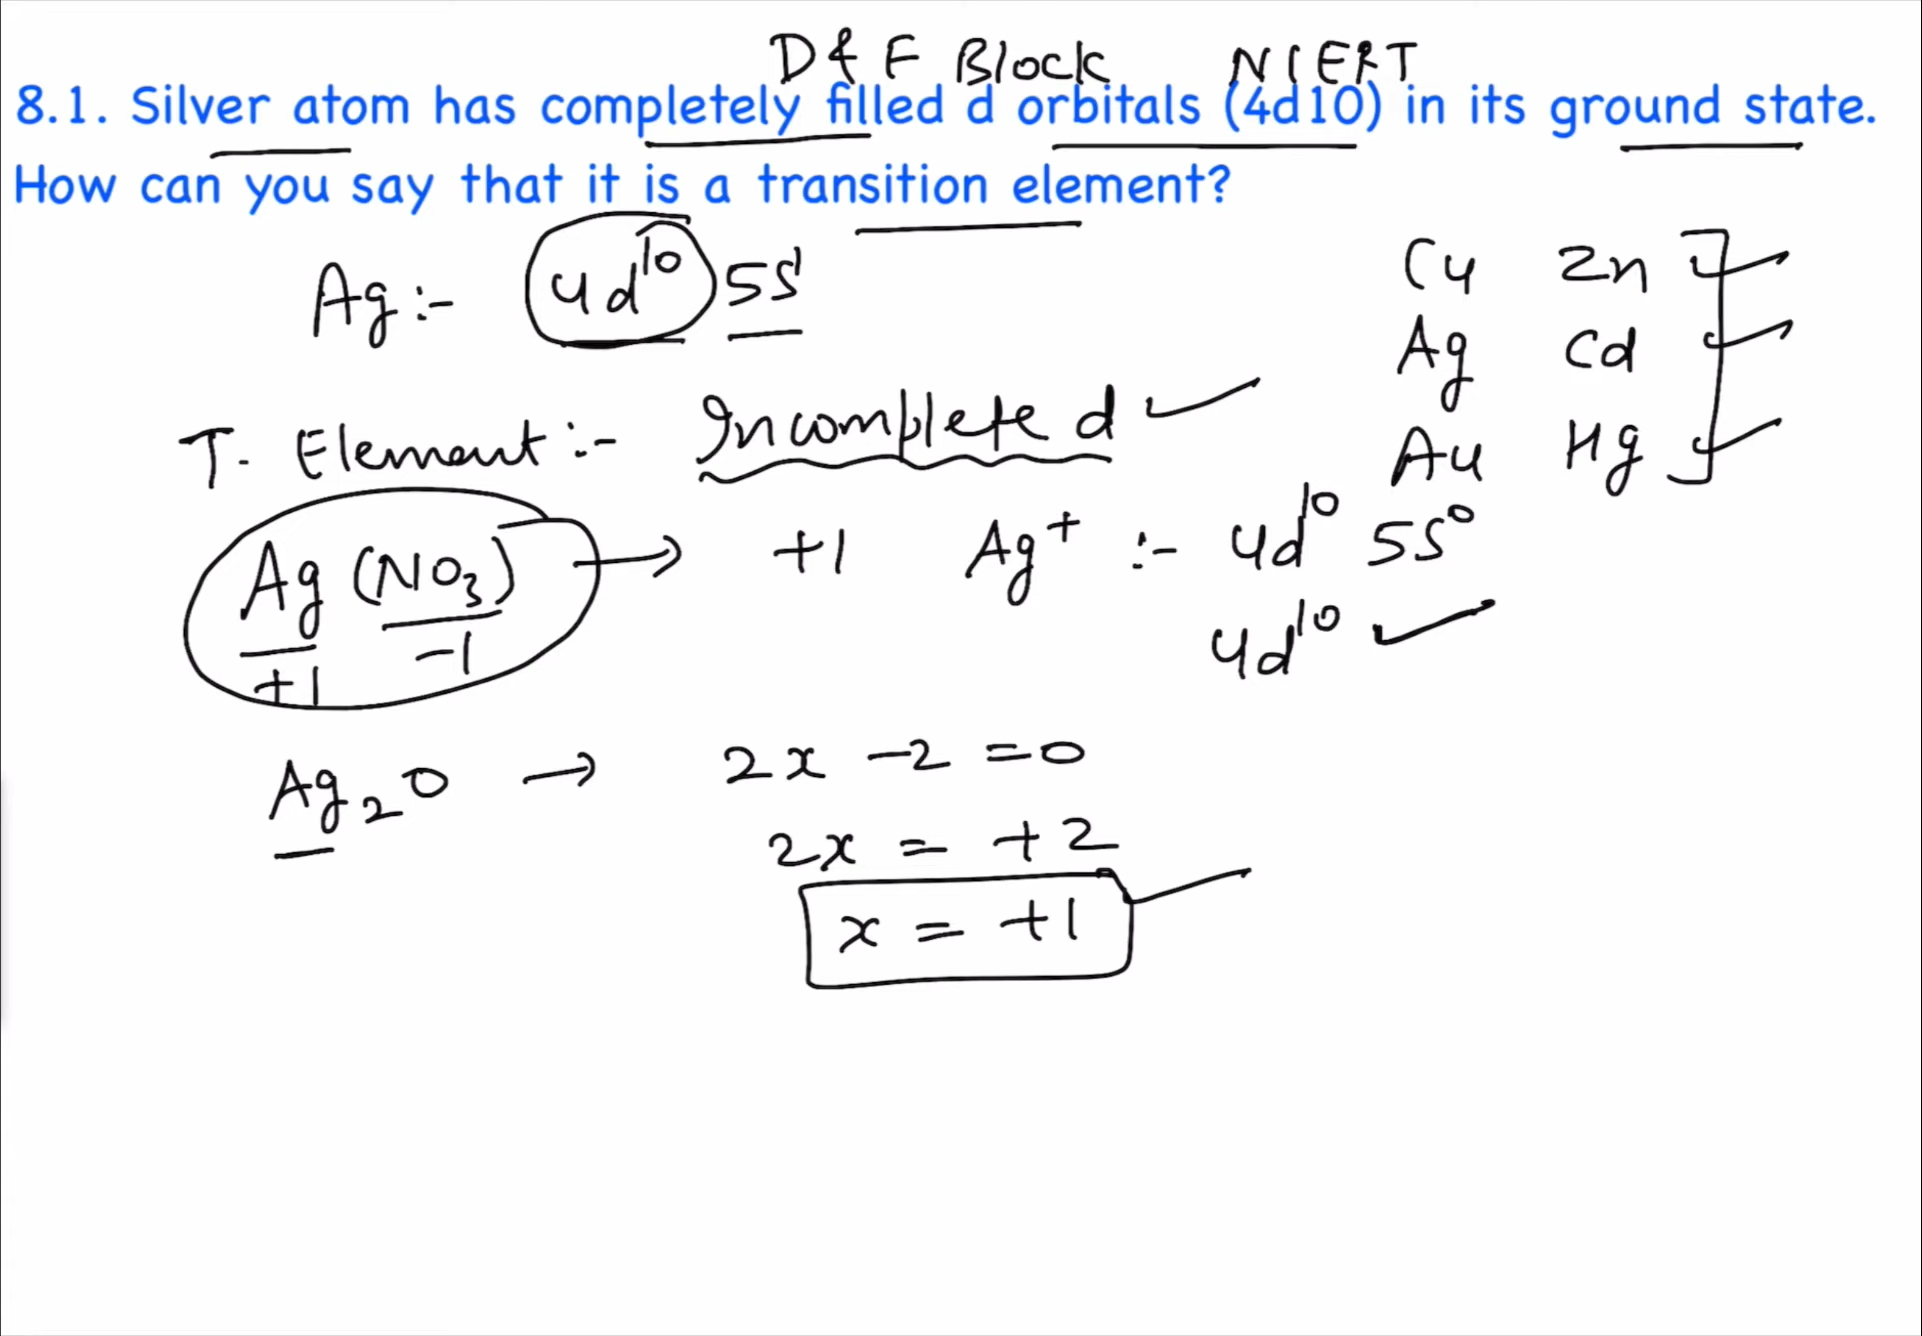 D & F Block NCERT
8.1. Silver atom has completely filled d orbitals (4d10) in its ground state.
How can you say that it is a transition element?
Ag:- 4d¹⁰ 5s¹
Cu Zn
Ag Cd
Au Hg
T. Element:- Incomplete d
Ag (NO₃) → +1 Ag⁺ :- 4d¹⁰ 5s⁰
+1 -1
4d¹⁰
Ag₂O → 2x -2 = 0
2x = +2
x = +1